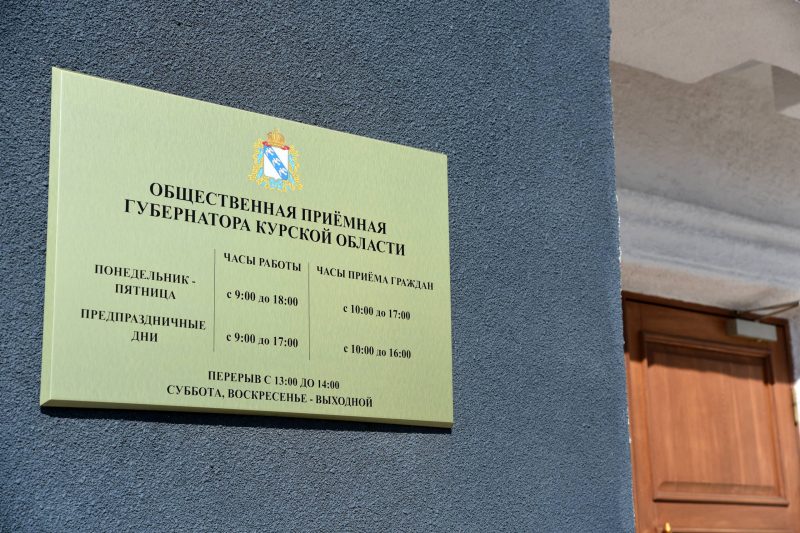 ОБЩЕСТВЕННАЯ ПРИЁМНАЯ
ГУБЕРНАТОРА КУРСКОЙ ОБЛАСТИ
ЧАСЫ РАБОТЫ ЧАСЫ ПРИЁМА ГРАЖДАН
ПОНЕДЕЛЬНИК -
ПЯТНИЦА
с 9:00 до 18:00 с 10:00 до 17:00
ПРЕДПРАЗДНИЧНЫЕ
ДНИ
с 9:00 до 17:00 с 10:00 до 16:00
ПЕРЕРЫВ С 13:00 ДО 14:00
СУББОТА, ВОСКРЕСЕНЬЕ - ВЫХОДНОЙ